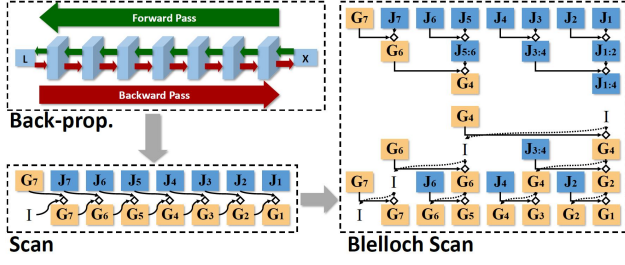 Forward Pass
L X
Backward Pass
Back-prop.
G7 J7 J6 J5 J4 J3 J2 J1
I G7 G6 G5 G4 G3 G2 G1
Scan
G7 J7 J6 J5 J4 J3 J2 J1
G6 J5:6 J3:4 J1:2
G4 J1:4
G4 I
G6 I J3:4 G4
G7 I J6 G6 J4 G4 J2 G2
I G7 G6 G5 G4 G3 G2 G1
Blelloch Scan